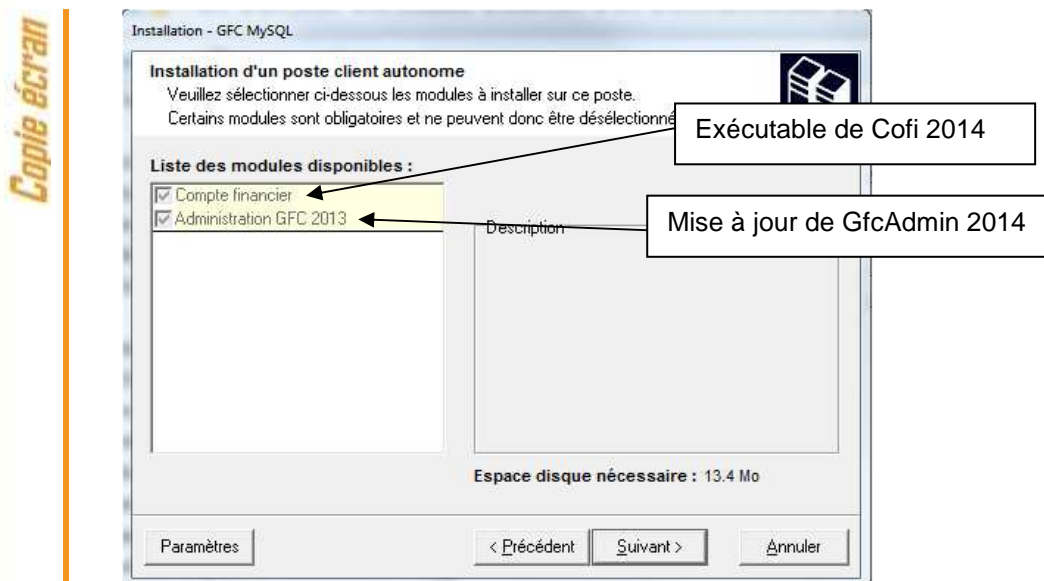 Copie écran
Installation - GFC MySQL
Installation d'un poste client autonome
Veuillez sélectionner ci-dessous les modules à installer sur ce poste.
Certains modules sont obligatoires et ne peuvent donc être désélectionné
Exécutable de Cofi 2014
Liste des modules disponibles :
Compte financier
Administration GFC 2013
Mise à jour de GfcAdmin 2014
Description
Espace disque nécessaire : 13.4 Mo
Paramètres
< Précédent
Suivant >
Annuler